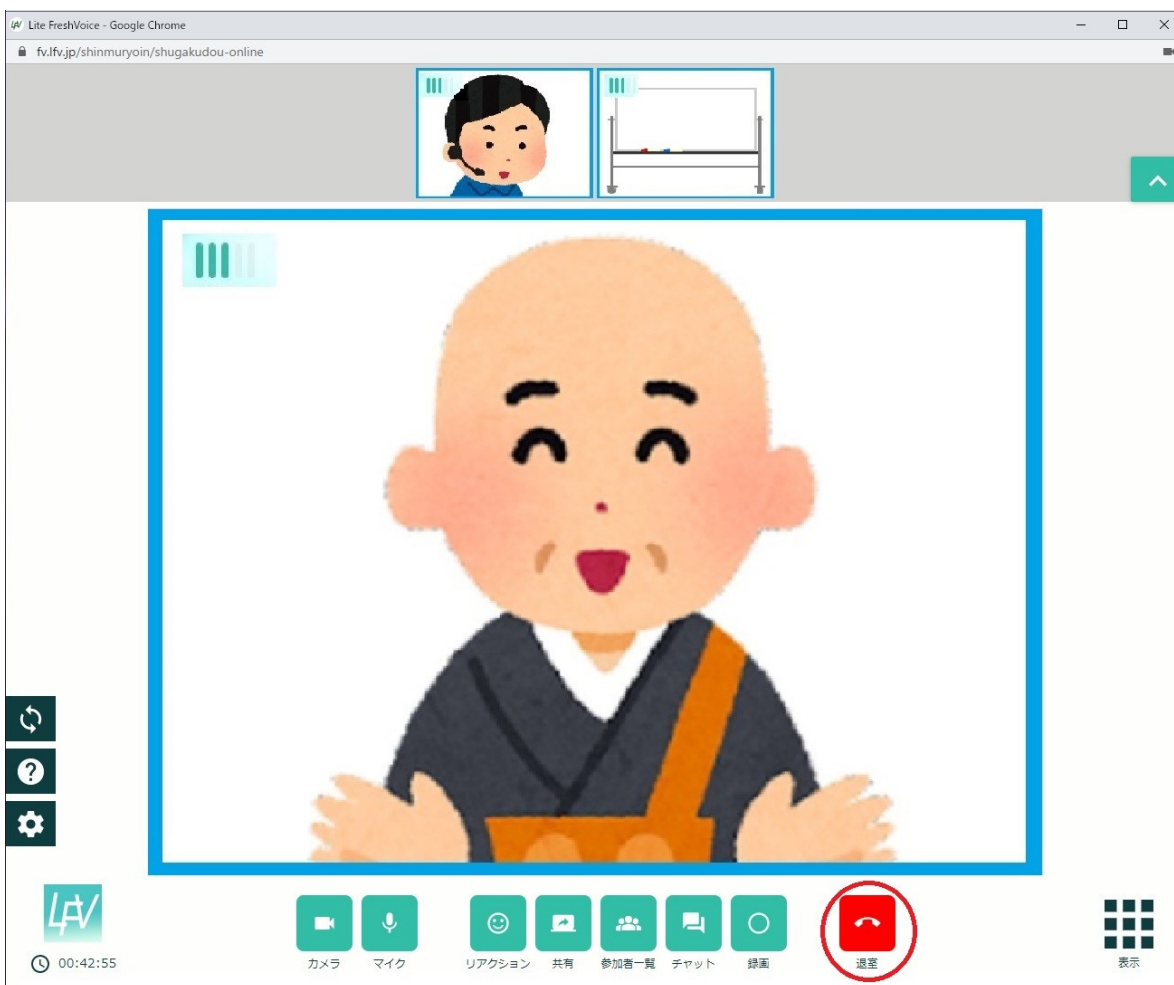 Lite FreshVoice - Google Chrome
fv.lfv.jp/shinmuryoin/shugakudou-online
LFV
00:42:55
カメラ
マイク
リアクション
共有
参加者一覧
チャット
録画
退室
表示